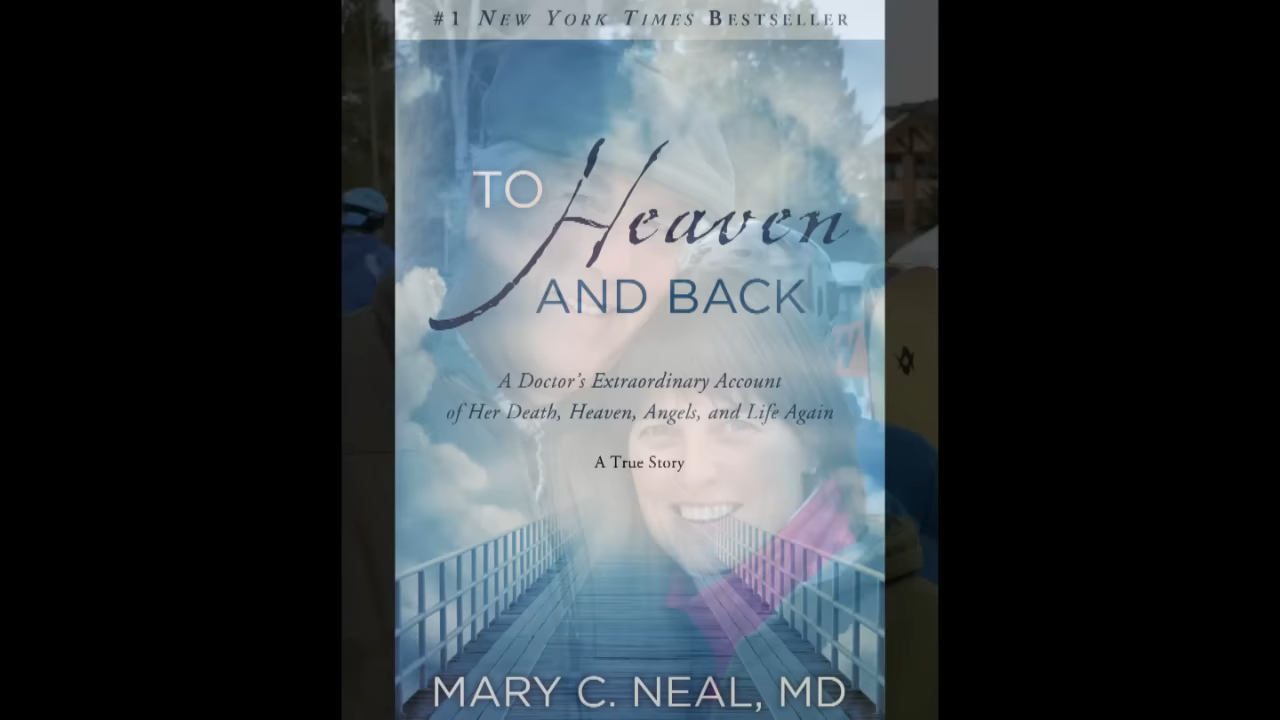 #1 NEW YORK TIMES BESTSELLER
TO Heaven
AND BACK
A Doctor's Extraordinary Account
of Her Death, Heaven, Angels, and Life Again
A True Story
MARY C. NEAL, MD